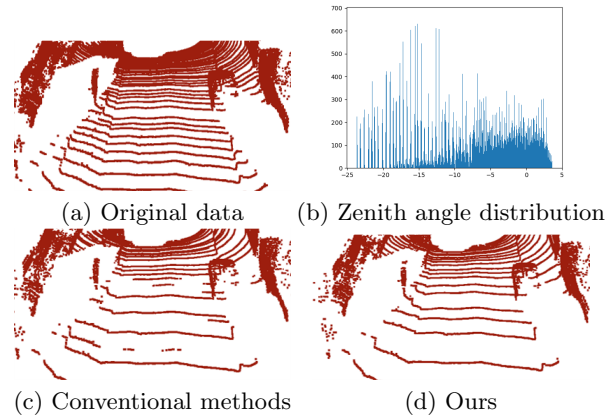 700
600
500
400
300
200
100
0
−25 −20 −15 −10 −5 0 5
(a) Original data (b) Zenith angle distribution
(c) Conventional methods (d) Ours